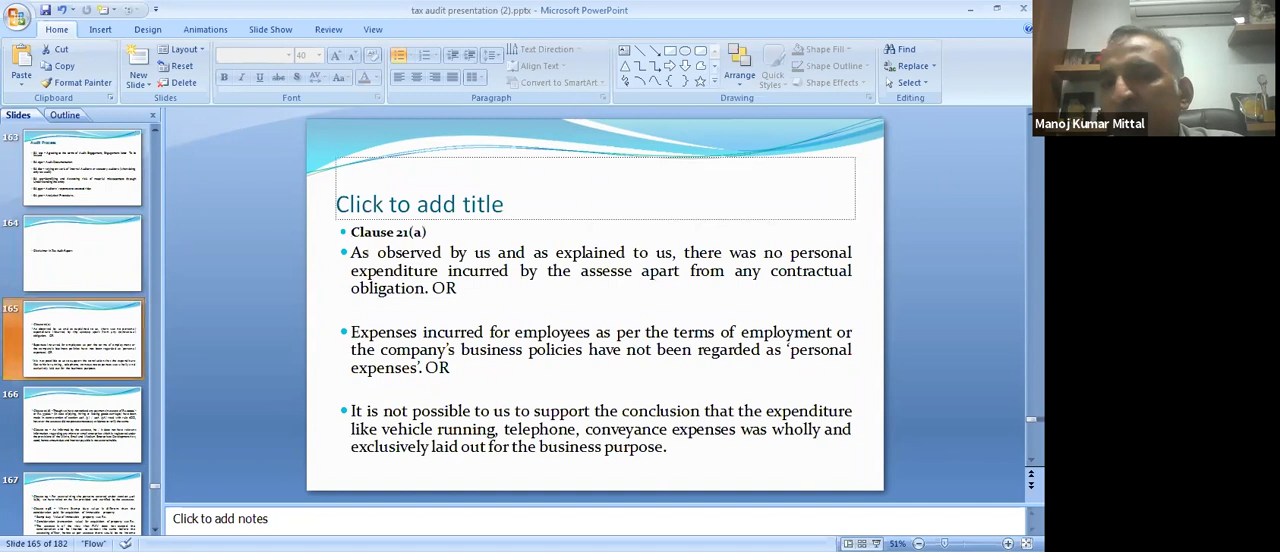 tax audit presentation (2).pptx - Microsoft PowerPoint
Home Insert Design Animations Slide Show Review View
Cut Layout 40 Text Direction Shape Fill Find
Paste Copy New Slide Reset Align Text Arrange Quick Styles Shape Outline Replace
Format Painter Delete Convert to SmartArt Shape Effects Select
Clipboard Slides Font Paragraph Drawing Editing
Slides Outline
Manoj Kumar Mittal
163
164
165
166
167
Click to add title
Clause 21(a)
As observed by us and as explained to us, there was no personal
expenditure incurred by the assesse apart from any contractual
obligation. OR
Expenses incurred for employees as per the terms of employment or
the company's business policies have not been regarded as 'personal
expenses'. OR
It is not possible to us to support the conclusion that the expenditure
like vehicle running, telephone, conveyance expenses was wholly and
exclusively laid out for the business purpose.
Click to add notes
Slide 165 of 182 "Flow" 51%